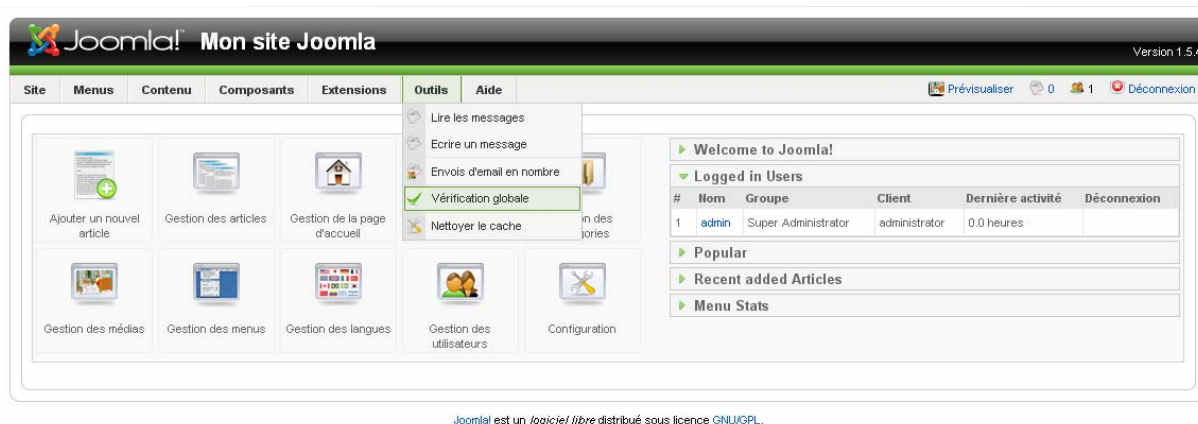 Joomla! Mon site Joomla
Version 1.5.4
Site Menus Contenu Composants Extensions Outils Aide Prévisualiser 0 1 Déconnexion
Lire les messages
Ecrire un message
Envois d'email en nombre
Vérification globale
Nettoyer le cache
Ajouter un nouvel article
Gestion des articles
Gestion de la page d'accueil
des
Gestion des médias
Gestion des menus
Gestion des langues
Gestion des utilisateurs
Configuration
Welcome to Joomla!
Logged in Users
# Nom Groupe Client Dernière activité Déconnexion
1 admin Super Administrator administrator 0.0 heures
Popular
Recent added Articles
Menu Stats
Joomla! est un logiciel libre distribué sous licence GNU/GPL.